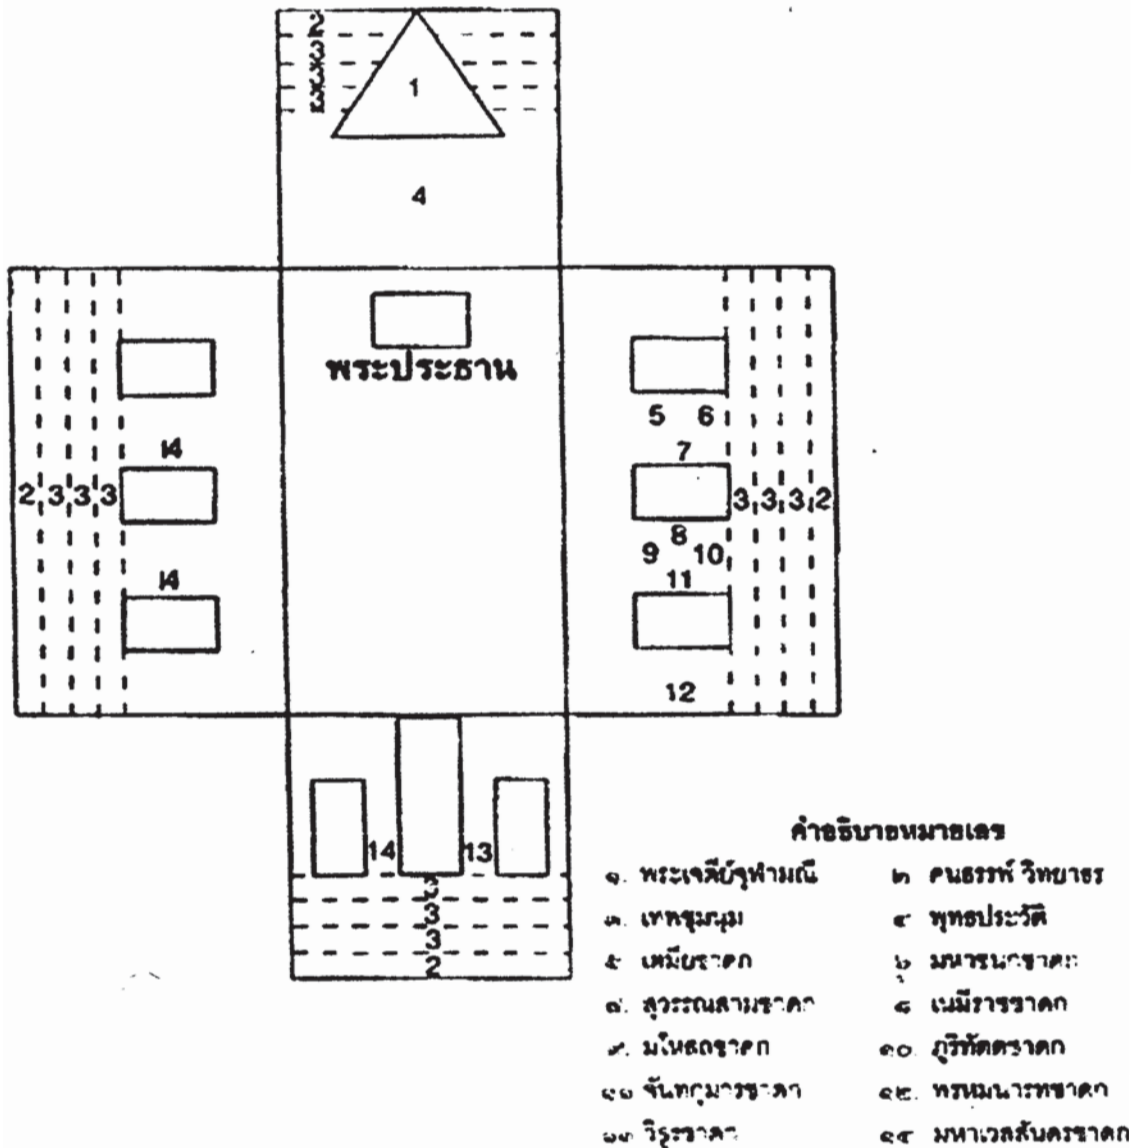 2
3
3
3
1
4
พระประธาน
5 6
14 7
2 3 3 3 3 3 3 2
8
9 10
14 11
12
14 13
3
3
3
2
คำอธิบายหมายเลข
๑. พระเจดีย์จุฬามณี ๒ คนธรรพ์ วิทยาธร
๓. เทพชุมนุม ๔ พุทธประวัติ
๕ เตมียชาดก ๖ มหาชนกชาดก
๗. สุวรรณสามชาดก ๘ เนมีราชชาดก
๙. มโหสถชาดก ๑๐. ภูริทัตตชาดก
๑๑ จันทกุมารชาดก ๑๒. พรหมนารทชาดก
๑๓ วิธูรชาดก ๑๔ มหาเวสสันดรชาดก